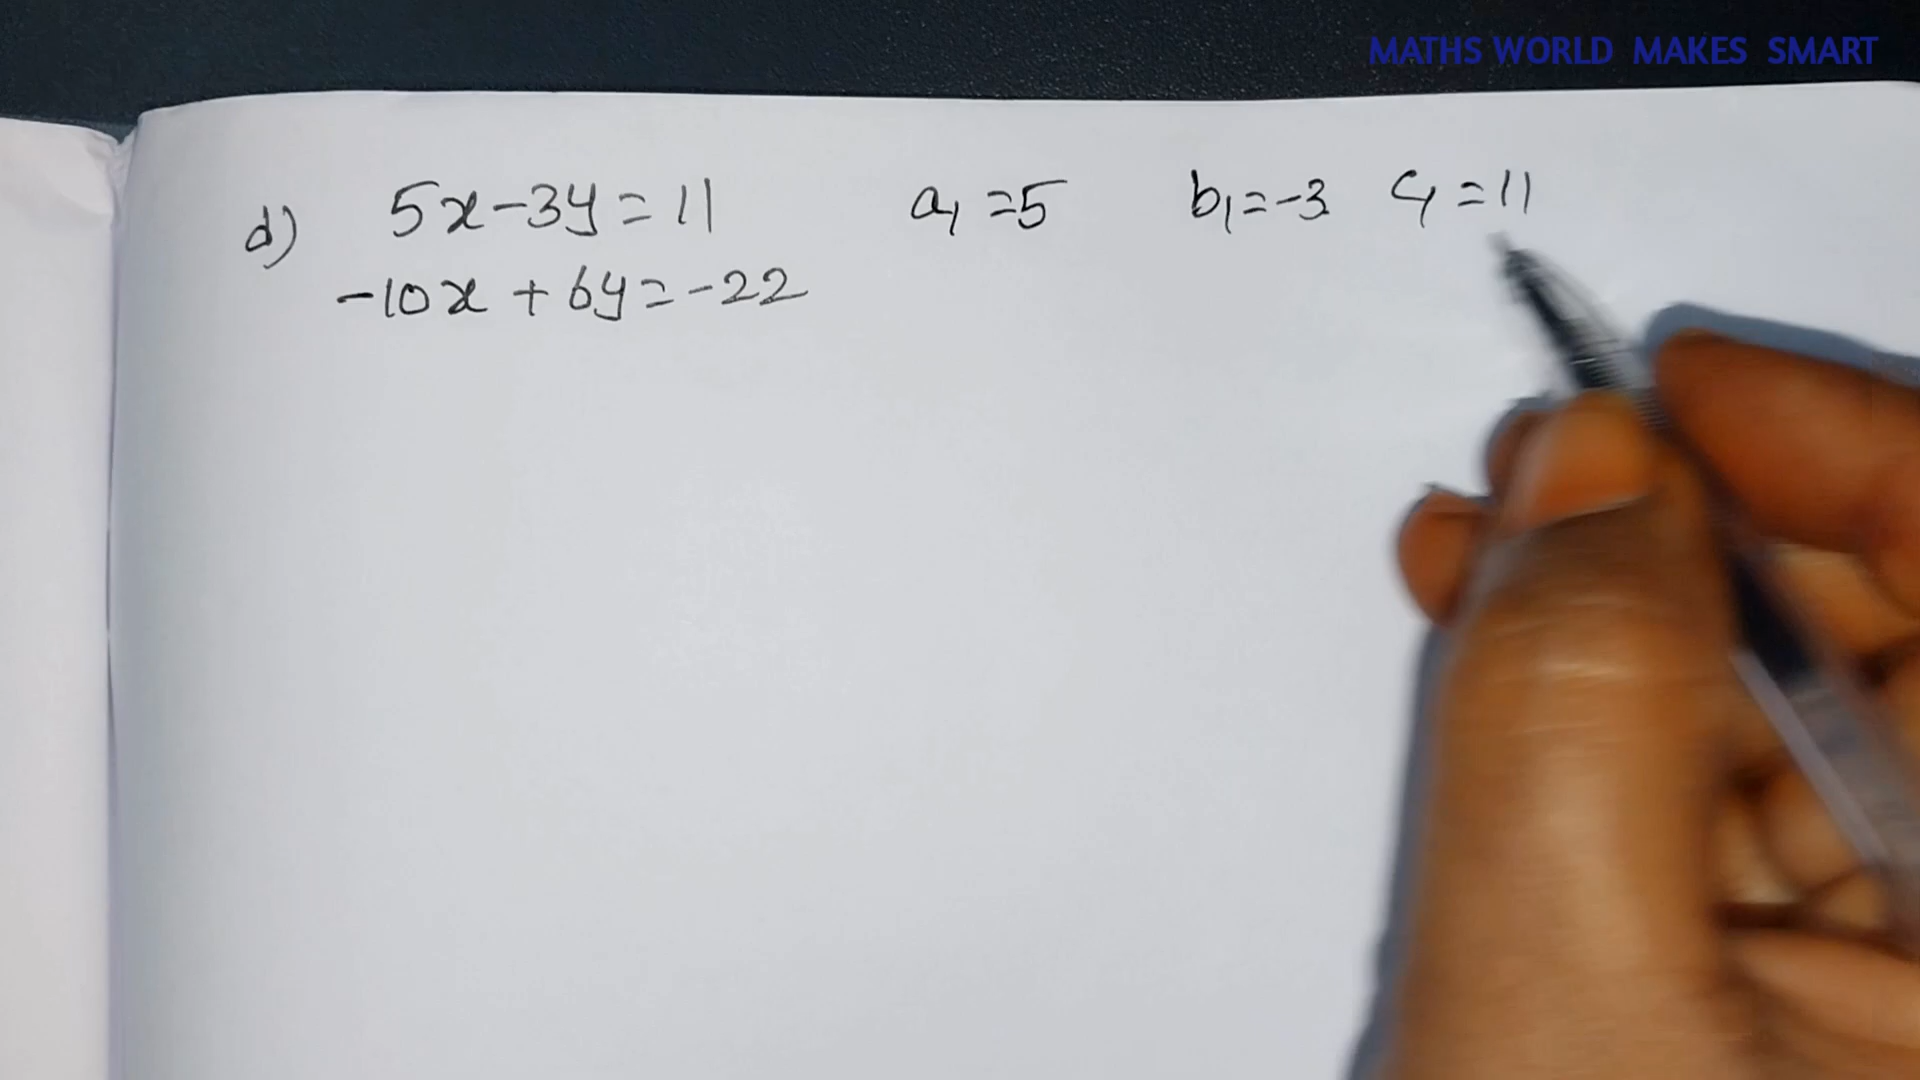 MATHS WORLD MAKES SMART
d) 5x-3y=11 a₁=5 b₁=-3 c₁=11
-10x+6y=-22